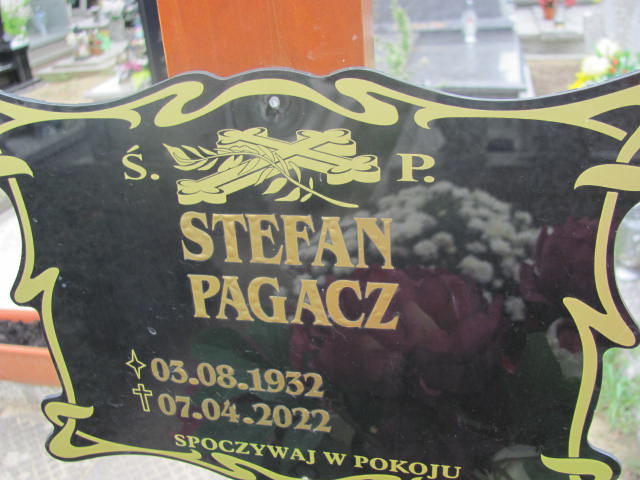 Ś. P.
STEFAN
PAGACZ
03.08.1932
07.04.2022
SPOCZYWAJ W POKOJU